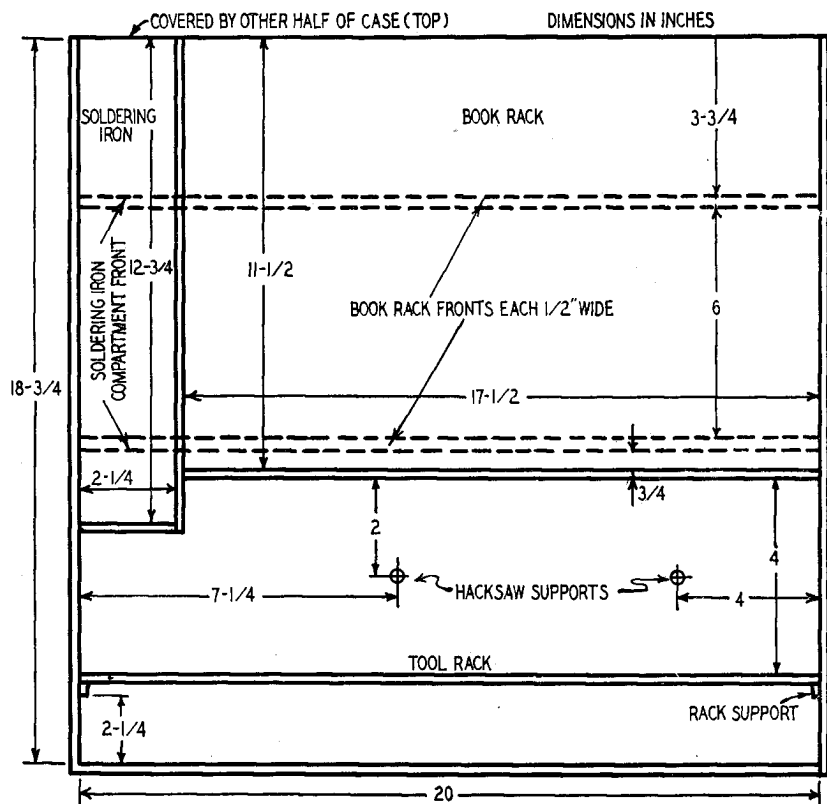 COVERED BY OTHER HALF OF CASE (TOP)
DIMENSIONS IN INCHES
SOLDERING
IRON
BOOK RACK
3-3/4
SOLDERING IRON
COMPARTMENT FRONT
12-3/4
11-1/2
BOOK RACK FRONTS EACH 1/2" WIDE
6
18-3/4
17-1/2
2-1/4
3/4
2
4
7-1/4
HACKSAW SUPPORTS
4
TOOL RACK
2-1/4
RACK SUPPORT
20